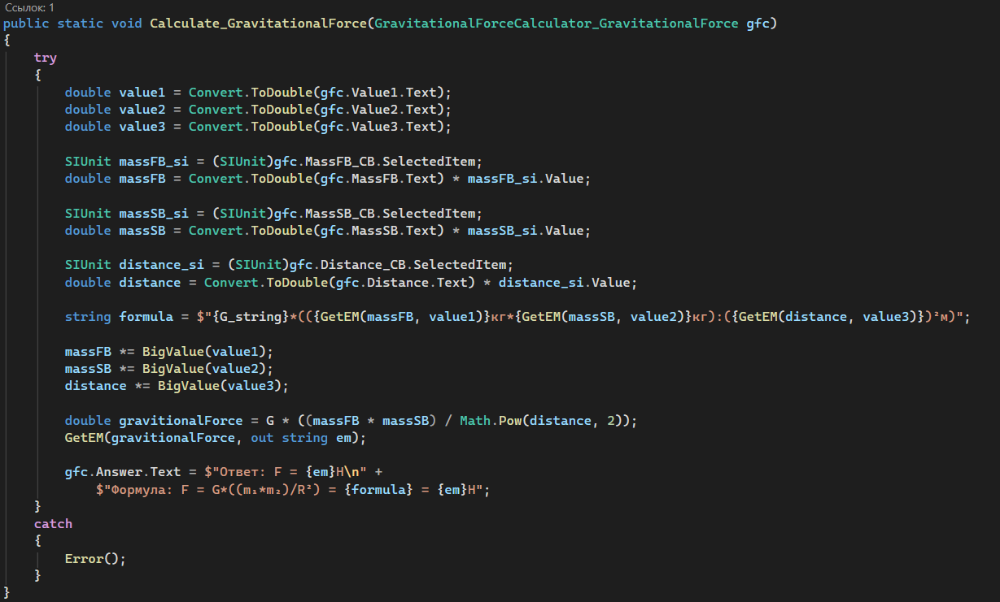 Ссылок: 1
public static void Calculate_GravitationalForce(GravitationalForceCalculator_GravitationalForce gfc)
{
try
{
double value1 = Convert.ToDouble(gfc.Value1.Text);
double value2 = Convert.ToDouble(gfc.Value2.Text);
double value3 = Convert.ToDouble(gfc.Value3.Text);
SIUnit massFB_si = (SIUnit)gfc.MassFB_CB.SelectedItem;
double massFB = Convert.ToDouble(gfc.MassFB.Text) * massFB_si.Value;
SIUnit massSB_si = (SIUnit)gfc.MassSB_CB.SelectedItem;
double massSB = Convert.ToDouble(gfc.MassSB.Text) * massSB_si.Value;
SIUnit distance_si = (SIUnit)gfc.Distance_CB.SelectedItem;
double distance = Convert.ToDouble(gfc.Distance.Text) * distance_si.Value;
string formula = $"{G_string}*(({GetEM(massFB, value1)}кг*{GetEM(massSB, value2)}кг):({GetEM(distance, value3)})²м)";
massFB *= BigValue(value1);
massSB *= BigValue(value2);
distance *= BigValue(value3);
double gravitionalForce = G * ((massFB * massSB) / Math.Pow(distance, 2));
GetEM(gravitionalForce, out string em);
gfc.Answer.Text = $"Ответ: F = {em}Н\n" +
$"Формула: F = G*((m₁*m₂)/R²) = {formula} = {em}Н";
}
catch
{
Error();
}
}